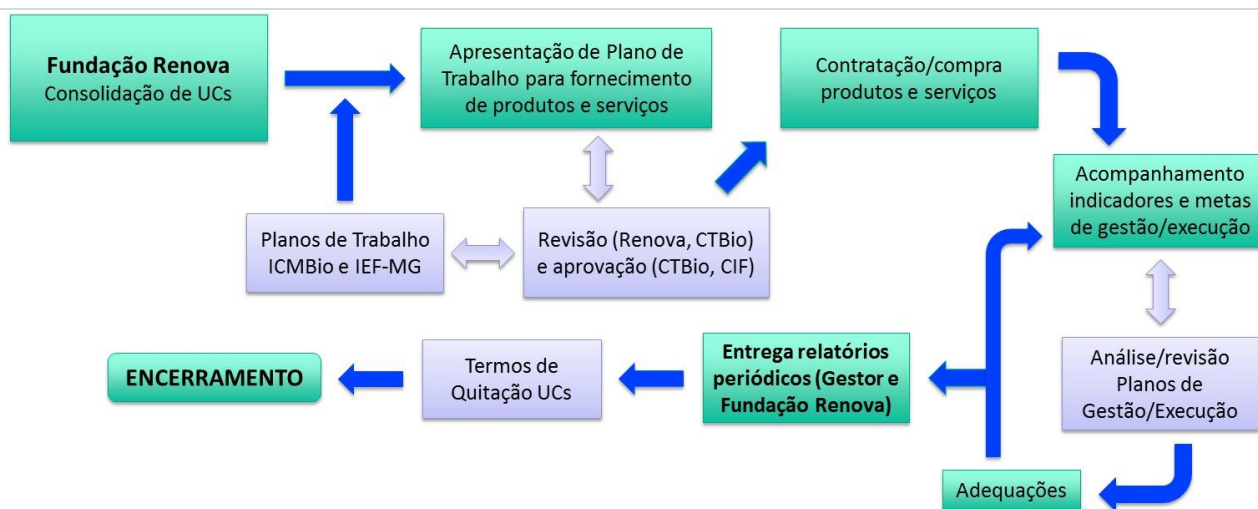 Fundação Renova
Consolidação de UCs
Apresentação de Plano de
Trabalho para fornecimento
de produtos e serviços
Contratação/compra
produtos e serviços
Acompanhamento
indicadores e metas
de gestão/execução
Planos de Trabalho
ICMBio e IEF-MG
Revisão (Renova, CTBio)
e aprovação (CTBio, CIF)
Análise/revisão
Planos de
Gestão/Execução
Adequações
Entrega relatórios
periódicos (Gestor e
Fundação Renova)
Termos de
Quitação UCs
ENCERRAMENTO